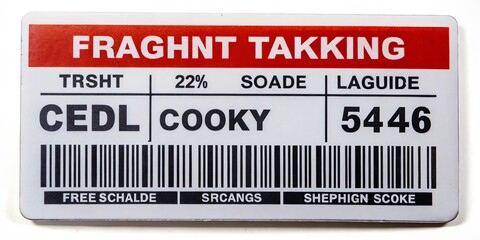 FRAGHNT TAKKING
TRSHT 22% SOADE LAGUIDE
CEDL COOKY 5446
FREE SCHALDE SRCANGS SHEPHIGN SCOKE